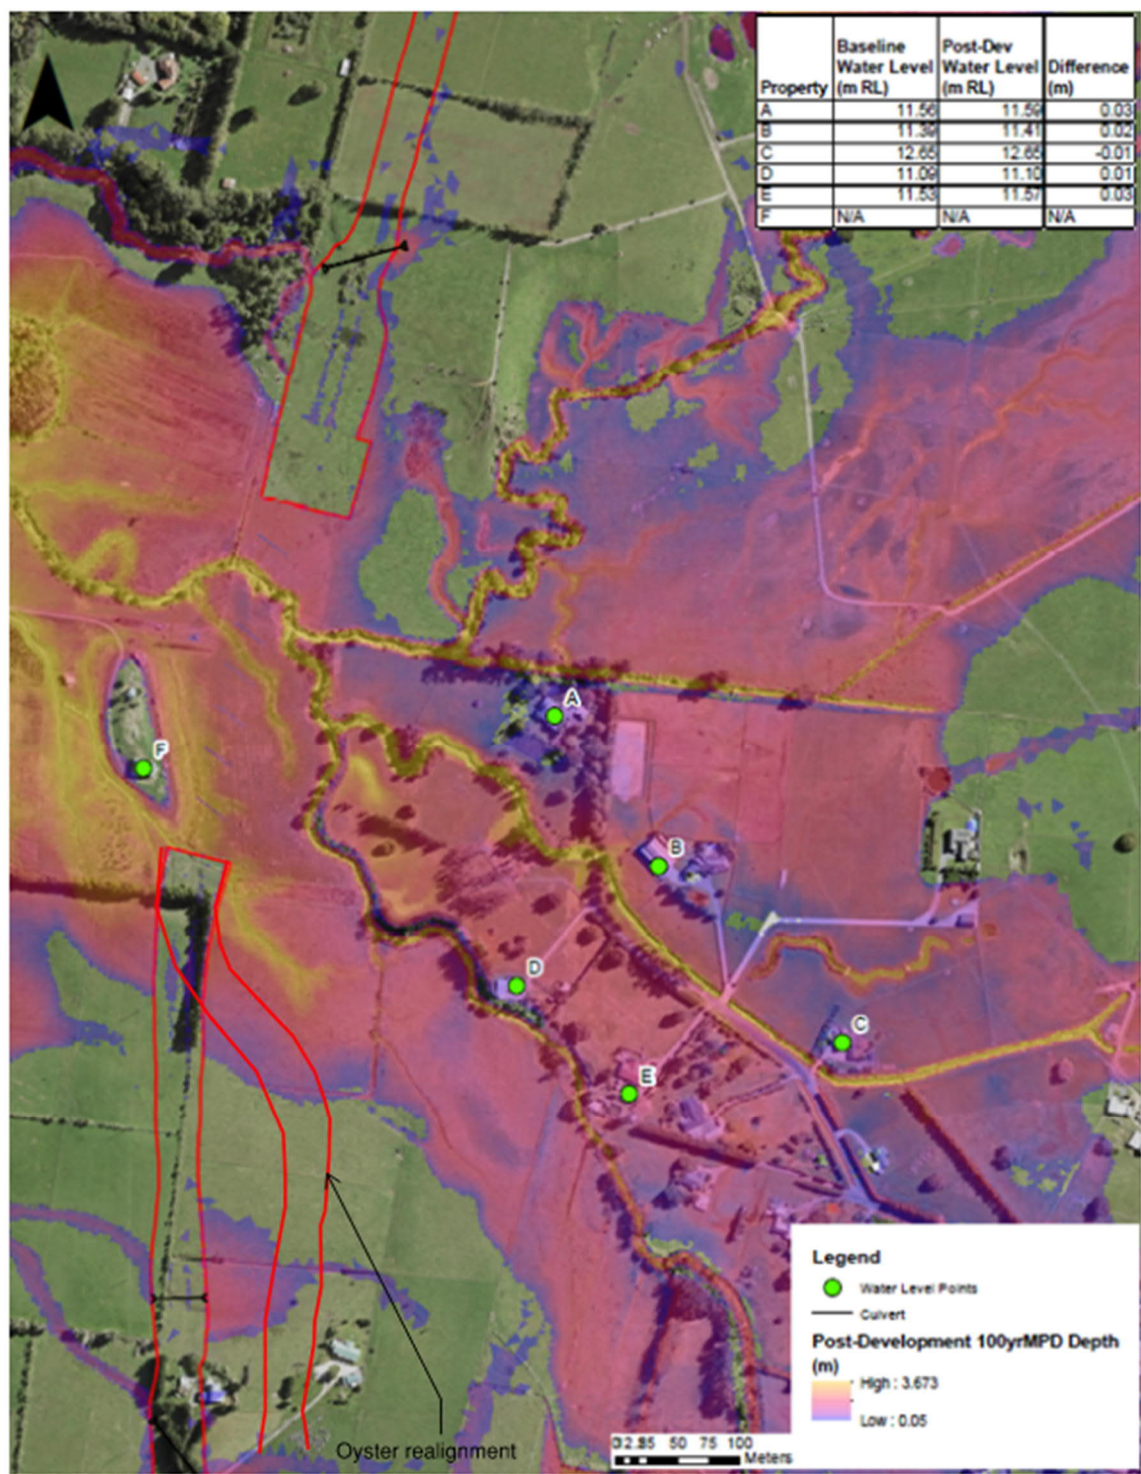 Property Baseline Water Level (m RL) Post-Dev Water Level (m RL) Difference (m)
A 11.56 11.59 0.03
B 11.39 11.41 0.02
C 12.65 12.65 -0.01
D 11.09 11.10 0.01
E 11.53 11.57 0.03
F N/A N/A N/A
A
F
B
D
C
E
Legend
Water Level Points
Culvert
Post-Development 100yrMPD Depth
(m)
High : 3.673
Low : 0.05
Oyster realignment
50 75 100
Meters